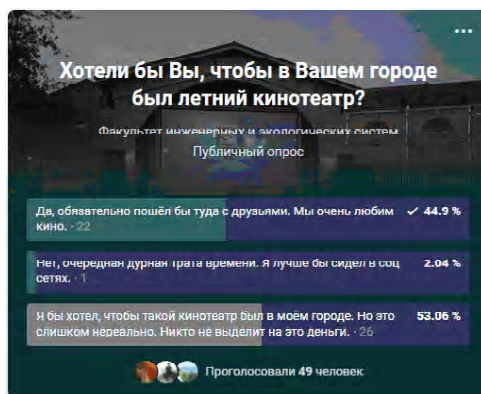 Хотели бы Вы, чтобы в Вашем городе
был летний кинотеатр?
Факультет инженерных и экологических систем
Публичный опрос
Да, обязательно пошёл бы туда с друзьями. Мы очень любим ✓ 44.9 %
кино. · 22
Нет, очередная дурная трата времени. Я лучше бы сидел в соц 2.04 %
сетях. · 1
Я бы хотел, чтобы такой кинотеатр был в моём городе. Но это 53.06 %
слишком нереально. Никто не выделит на это деньги. · 26
Проголосовали 49 человек